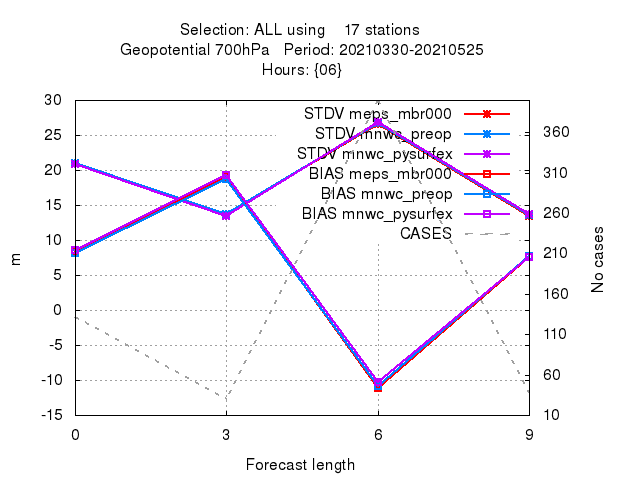 Selection: ALL using 17 stations
Geopotential 700hPa Period: 20210330-20210525
Hours: {06}
STDV meps_mbr000
STDV mnwc_preop
STDV mnwc_pysurfex
BIAS meps_mbr000
BIAS mnwc_preop
BIAS mnwc_pysurfex
CASES
30
25
20
15
10
5
0
-5
-10
-15
m
360
310
260
210
160
110
60
10
No cases
0 3 6 9
Forecast length